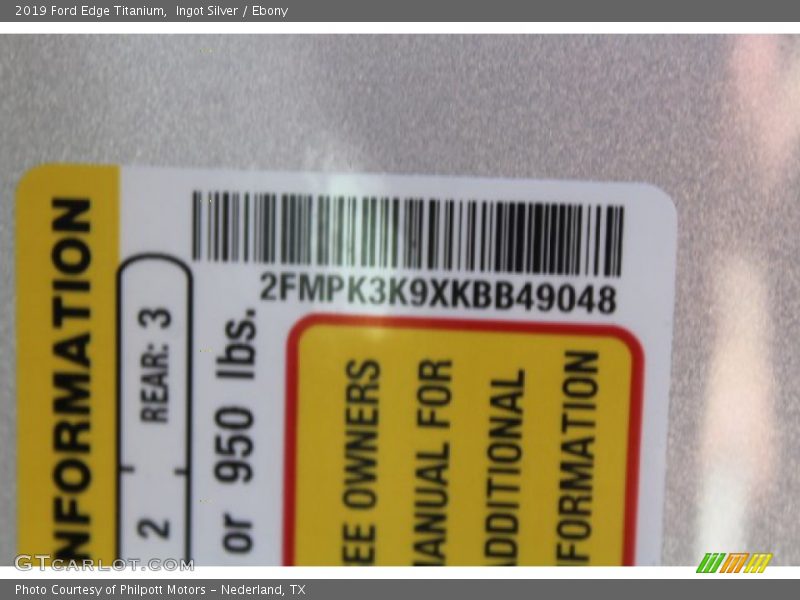 2019 Ford Edge Titanium,  Ingot Silver / Ebony
2FMPK3K9XKBB49048
NFORMATION
2 REAR: 3
or 950 lbs.
EE OWNERS
ANUAL FOR
ADDITIONAL
FORMATION
GTCARLOT.COM
Photo Courtesy of Philpott Motors – Nederland, TX